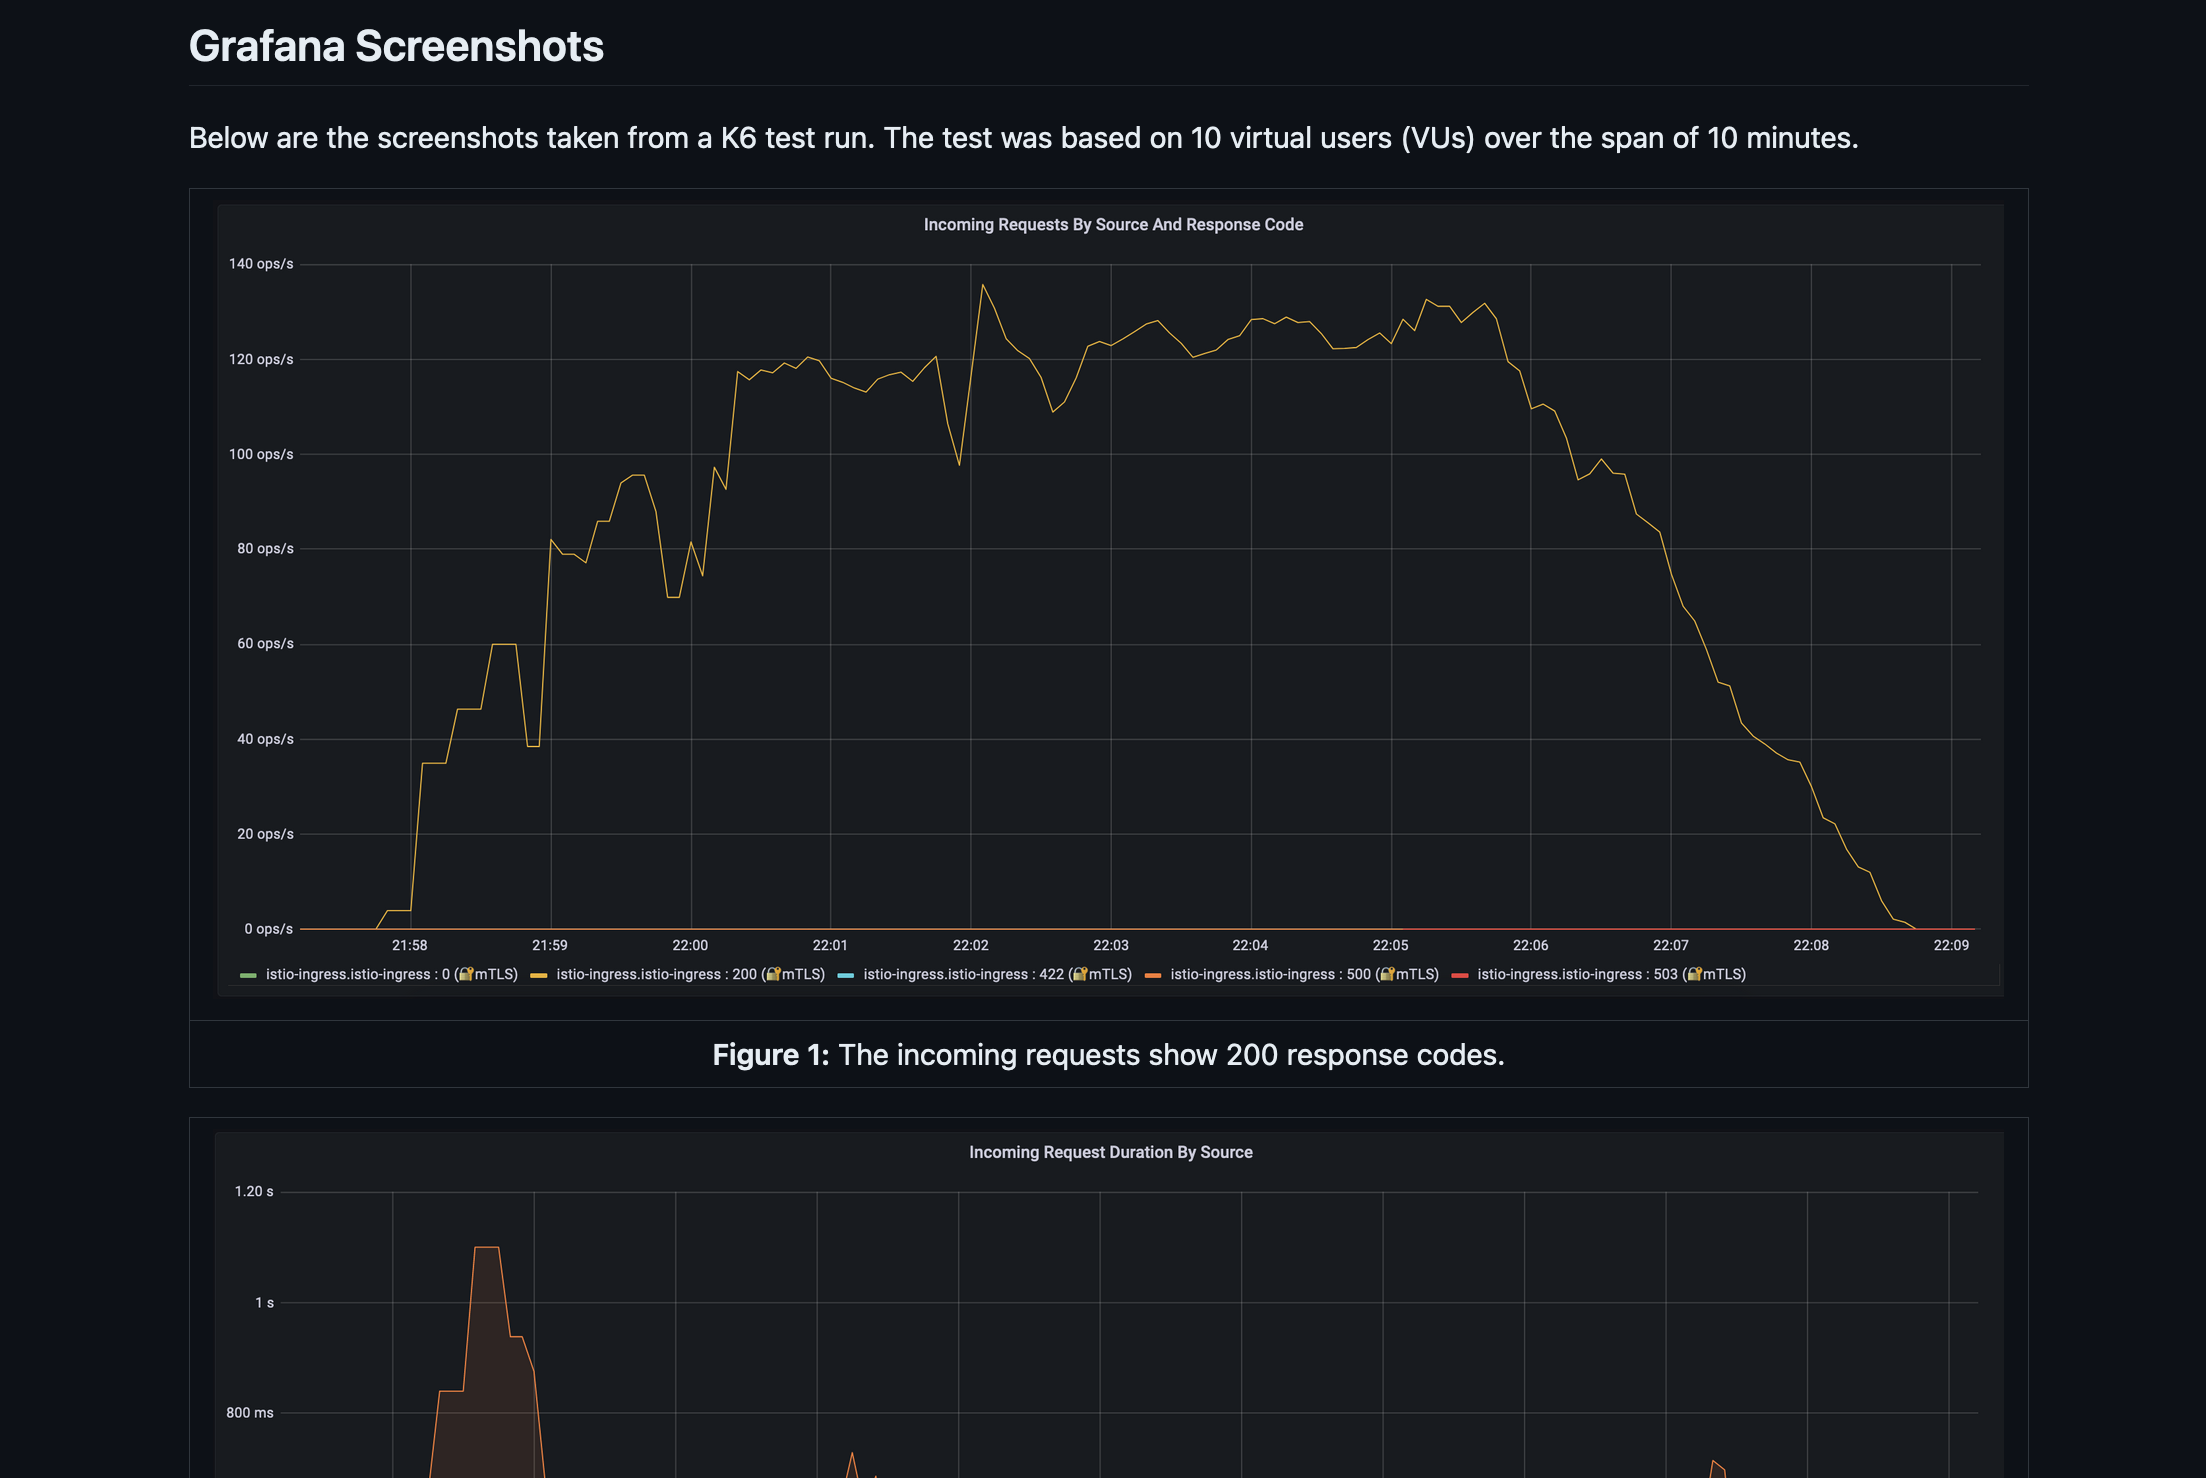 Grafana Screenshots
Below are the screenshots taken from a K6 test run. The test was based on 10 virtual users (VUs) over the span of 10 minutes.
Incoming Requests By Source And Response Code
140 ops/s
120 ops/s
100 ops/s
80 ops/s
60 ops/s
40 ops/s
20 ops/s
0 ops/s
21:58 21:59 22:00 22:01 22:02 22:03 22:04 22:05 22:06 22:07 22:08 22:09
istio-ingress.istio-ingress : 0 (🔐mTLS) istio-ingress.istio-ingress : 200 (🔐mTLS) istio-ingress.istio-ingress : 422 (🔐mTLS) istio-ingress.istio-ingress : 500 (🔐mTLS) istio-ingress.istio-ingress : 503 (🔐mTLS)
Figure 1: The incoming requests show 200 response codes.
Incoming Request Duration By Source
1.20 s
1 s
800 ms